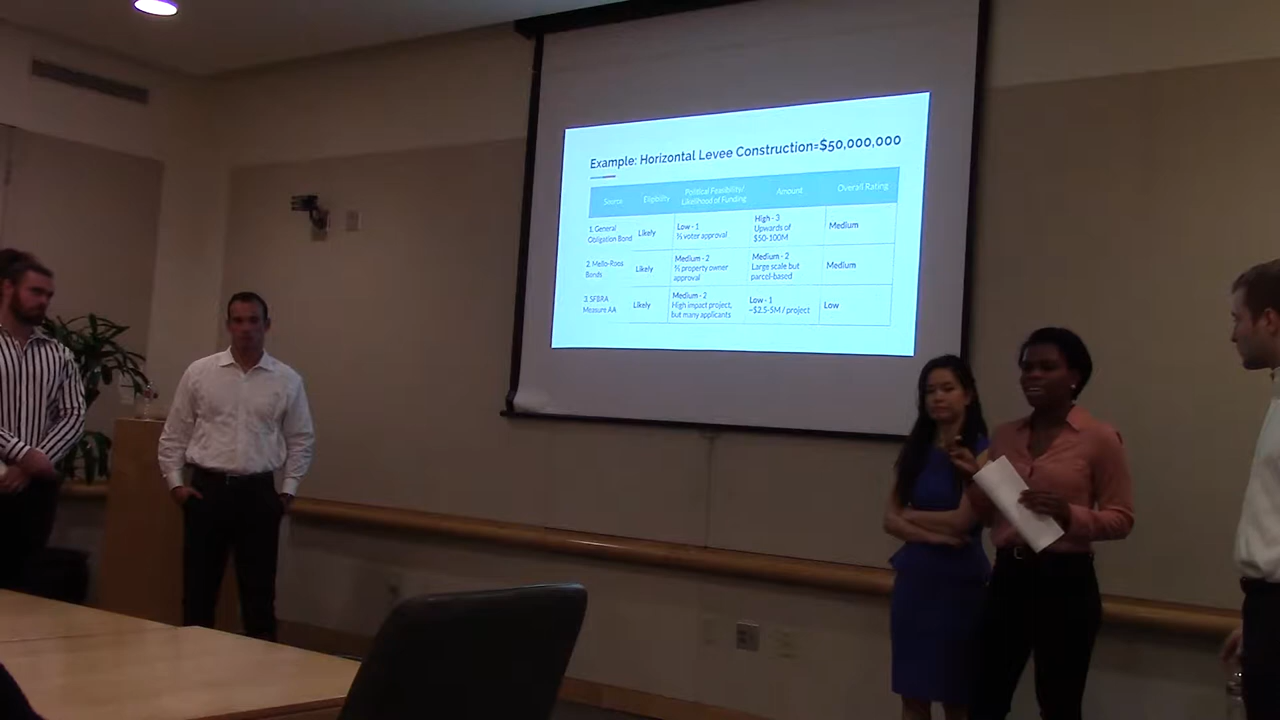 Example: Horizontal Levee Construction=$50,000,000
Source Eligibility Political Feasibility/ Likelihood of Funding Amount Overall Rating
1. General Obligation Bond Likely Low - 1 ⅔ voter approval High - 3 Upwards of $50-100M Medium
2. Mello-Roos Bonds Likely Medium - 2 ⅔ property owner approval Medium - 2 Large scale but parcel-based Medium
3. SFBRA Measure AA Likely Medium - 2 High impact project, but many applicants Low - 1 ~$2.5-5M / project Low